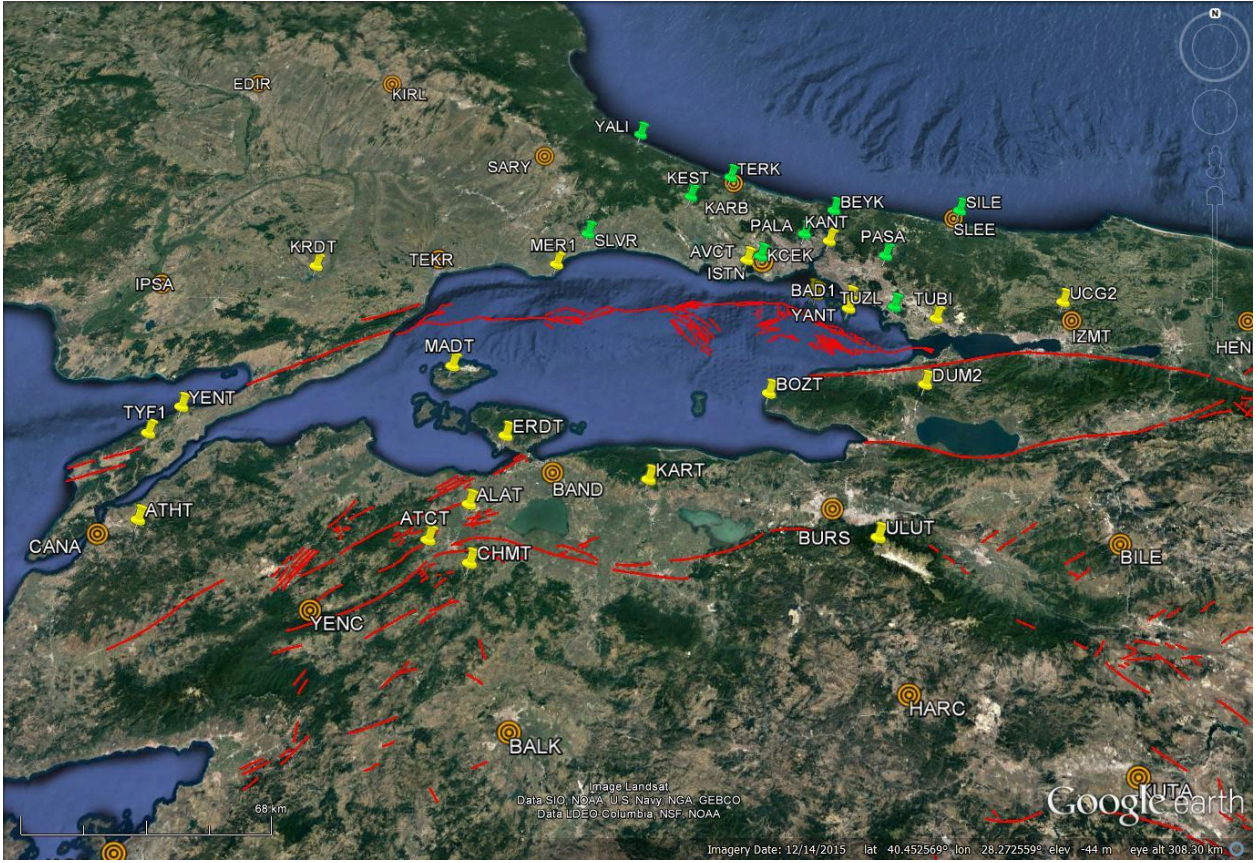 N
EDIR
KIRL
YALI
SARY
TERK
KEST
KARB
BEYK
SILE
PALA
KANT
SLEE
SLVR
PASA
KRDT
MER1
AVCT
KCEK
TEKR
ISTN
IPSA
BAD1
UCG2
TUZL
TUBI
YANT
IZMT
MADT
HEN
DUM2
BOZT
YENT
TYF1
ERDT
KART
BAND
ALAT
ATHT
ATCT
CANA
BURS
ULUT
CHMT
BILE
YENC
HARC
BALK
KUTA
Image Landsat
Data SIO, NOAA, U.S. Navy, NGA, GEBCO
Data LDEO-Columbia, NSF, NOAA
68 km
Google earth
Imagery Date: 12/14/2015 lat 40.452569° lon 28.272559° elev -44 m eye alt 308.30 km